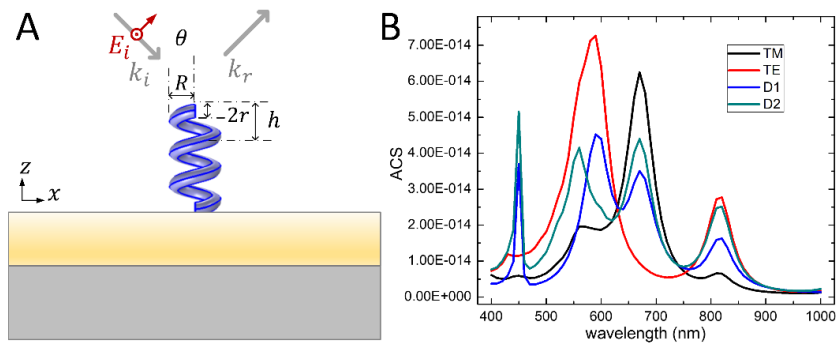 A
θ
E_i
k_i
k_r
R
−2r
h
z
x
B
ACS
7.00E-014
6.00E-014
5.00E-014
4.00E-014
3.00E-014
2.00E-014
1.00E-014
0.00E+000
TM
TE
D1
D2
400 500 600 700 800 900 1000
wavelength (nm)